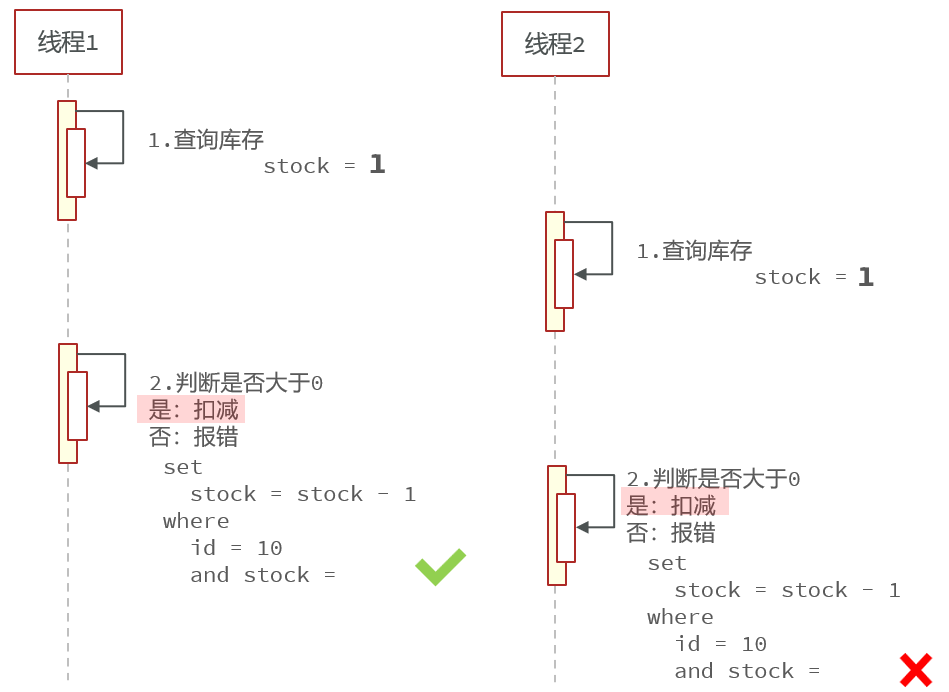 线程1
1.查询库存
stock = 1
2.判断是否大于0
是：扣减
否：报错
set
stock = stock - 1
where
id = 10
and stock =
线程2
1.查询库存
stock = 1
2.判断是否大于0
是：扣减
否：报错
set
stock = stock - 1
where
id = 10
and stock =